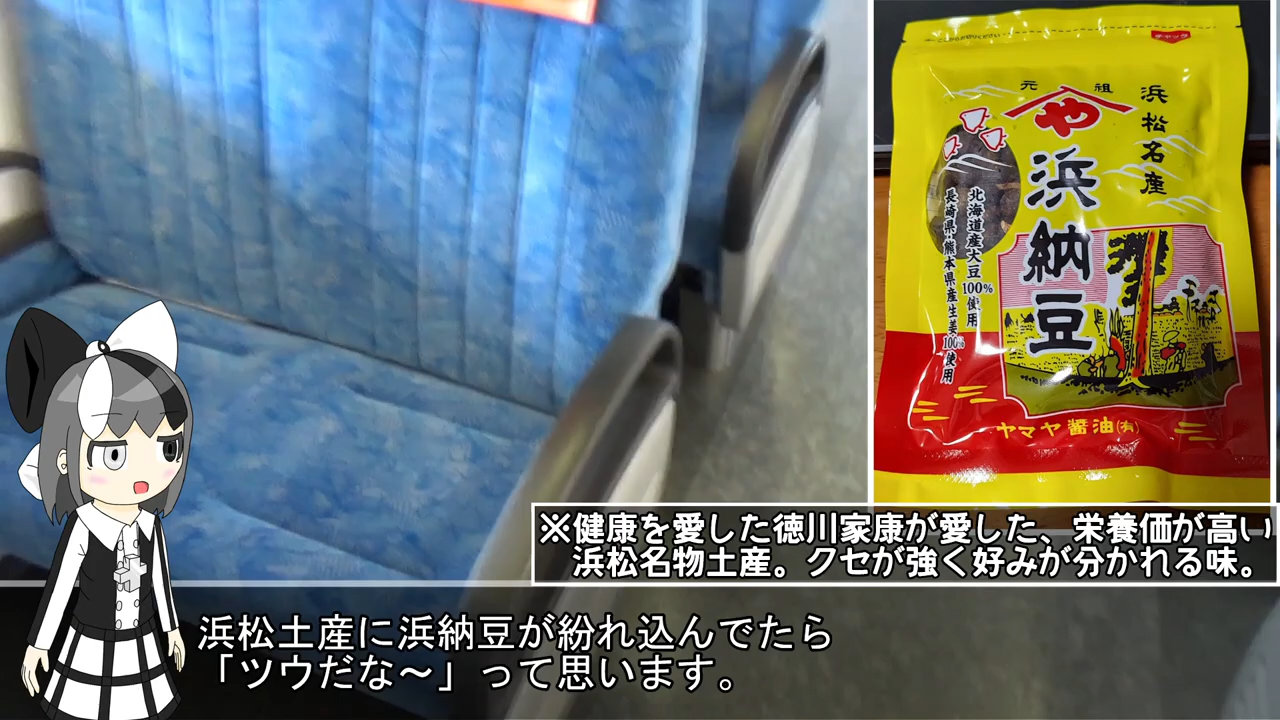 チャック
元祖
や
浜松名産
浜納豆
北海道産大豆100%使用
長崎県・熊本県産生姜100%使用
ヤマヤ醤油(有)
※健康を愛した徳川家康が愛した、栄養価が高い
浜松名物土産。クセが強く好みが分かれる味。
浜松土産に浜納豆が紛れ込んでたら
「ツウだな～」って思います。